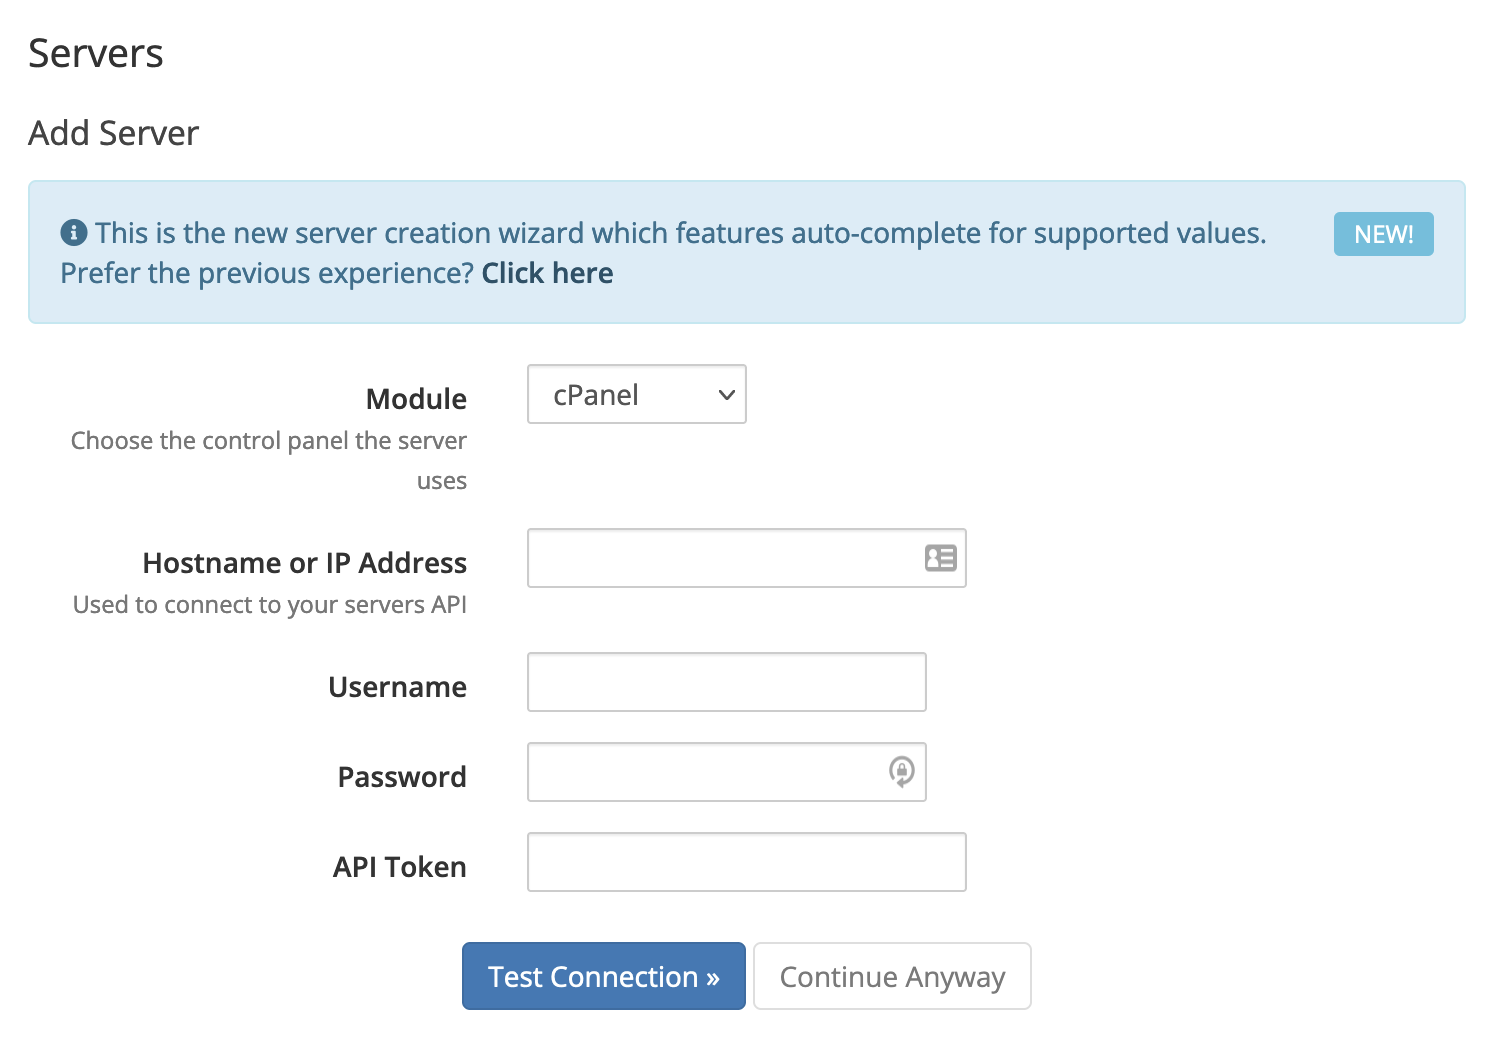 Servers
Add Server
This is the new server creation wizard which features auto-complete for supported values.
NEW!
Prefer the previous experience? Click here
Module
cPanel
Choose the control panel the server
uses
Hostname or IP Address
Used to connect to your servers API
Username
Password
API Token
Test Connection »
Continue Anyway